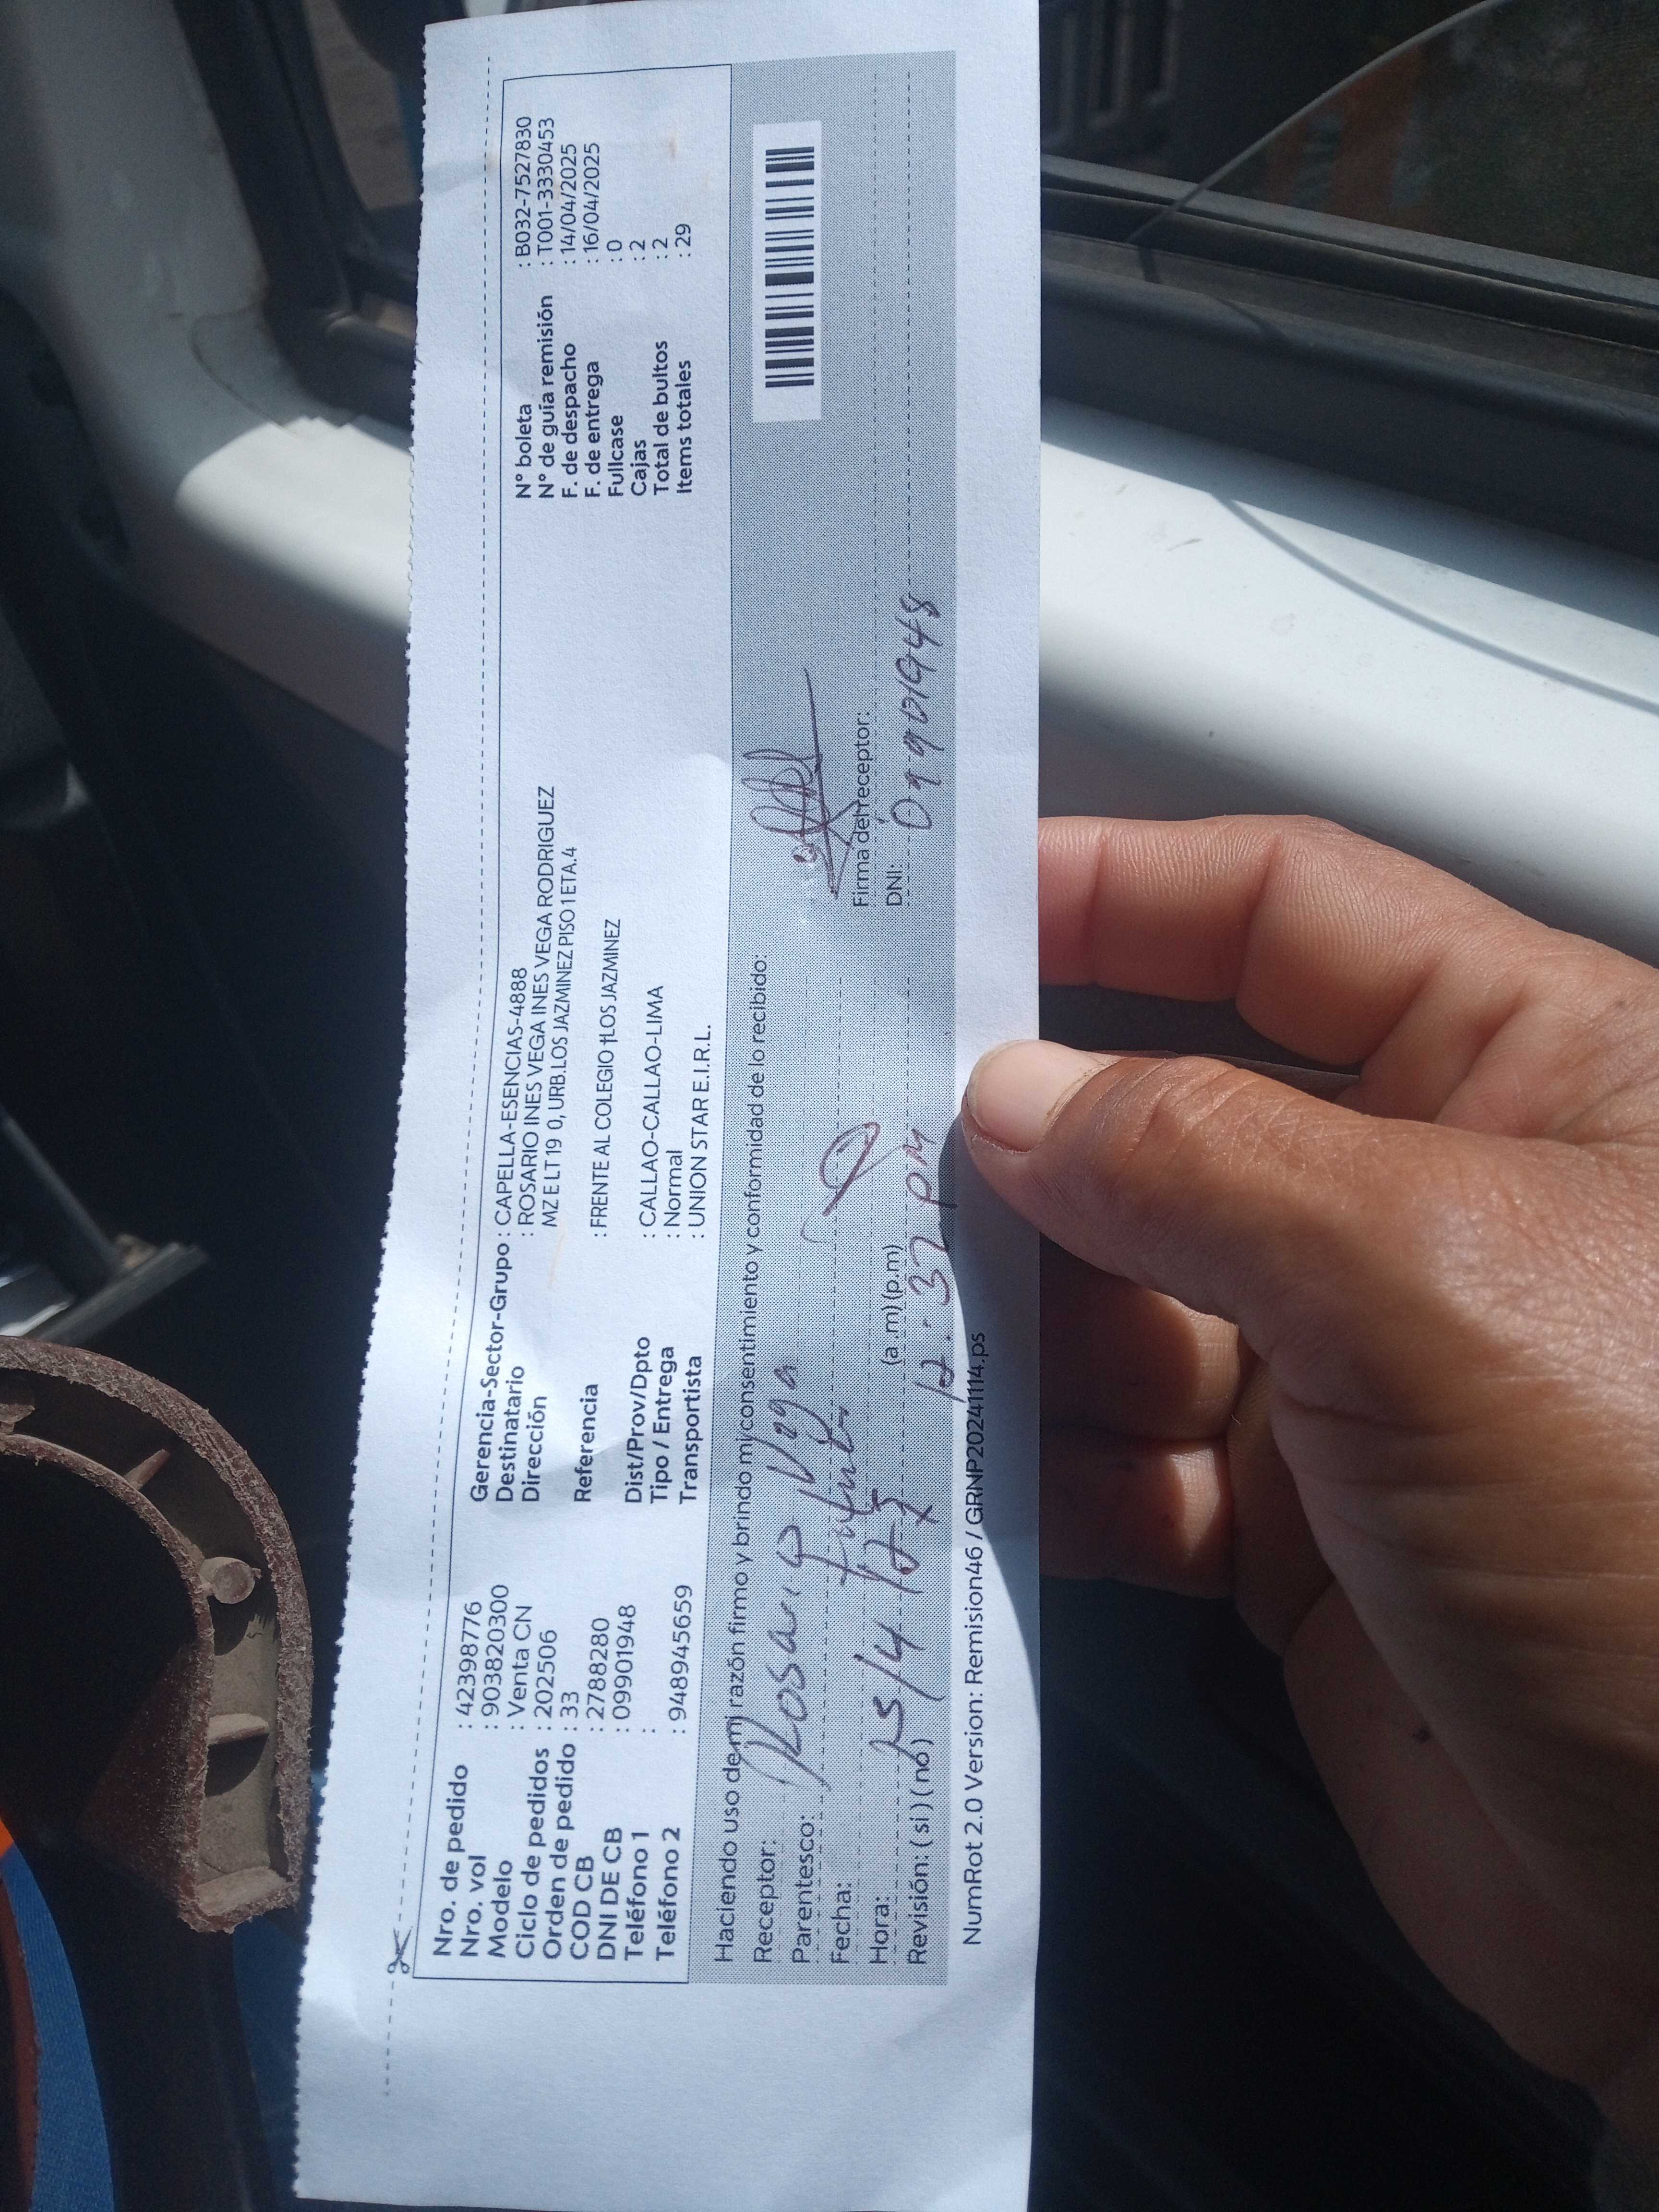 Nro. de pedido : 42398776
Nro. vol : 903820300
Modelo : Venta CN
Ciclo de pedidos : 202506
Orden de pedido : 33
COD CB : 2788280
DNI DE CB : 09901948
Teléfono 1 :
Teléfono 2 : 948945659
Gerencia-Sector-Grupo : CAPELLA-ESENCIAS-4888
Destinatario : ROSARIO INES VEGA INES VEGA RODRIGUEZ
Dirección MZ E LT 19 0, URB.LOS JAZMINEZ PISO 1 ETA.4
Referencia : FRENTE AL COLEGIO †LOS JAZMINEZ
Dist/Prov/Dpto : CALLAO-CALLAO-LIMA
Tipo / Entrega : Normal
Transportista : UNION STAR E.I.R.L.
N° boleta : B032-7527830
N° de guía remisión : T001-3330453
F. de despacho : 14/04/2025
F. de entrega : 16/04/2025
Fullcase : 0
Cajas : 2
Total de bultos : 2
Items totales : 29
Haciendo uso de mi razón firmo y brindo mi consentimiento y conformidad de lo recibido:
Receptor: Rosario Vega
Parentesco:
Fecha:
Hora: (a .m) (p.m) 12:32 pm
Revisión: ( si ) ( no )
Firma del receptor:
DNI: 09901948
NumRot 2.0 Version: Remision46 / GRNP20241114.ps